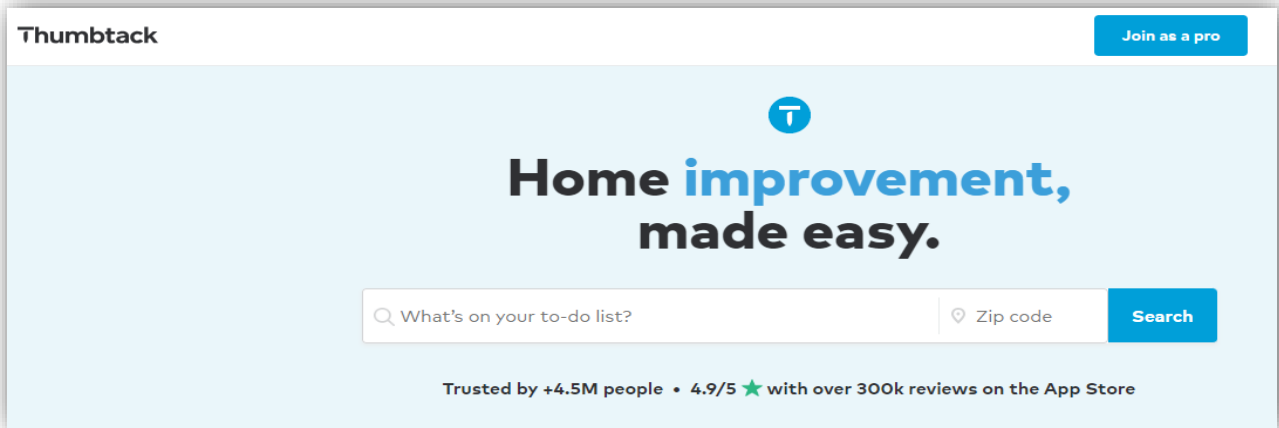 Thumbtack
Join as a pro
Home improvement,
made easy.
What's on your to-do list?
Zip code
Search
Trusted by +4.5M people • 4.9/5 ★ with over 300k reviews on the App Store